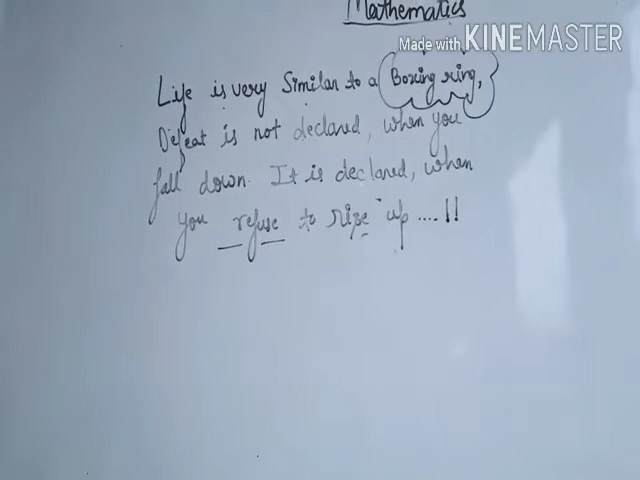 Mathematics
Made with KINEMASTER
Life is very Similar to a Boxing ring,
Defeat is not declared, when you
fall down. It is declared, when
you refuse to rise up ....!!